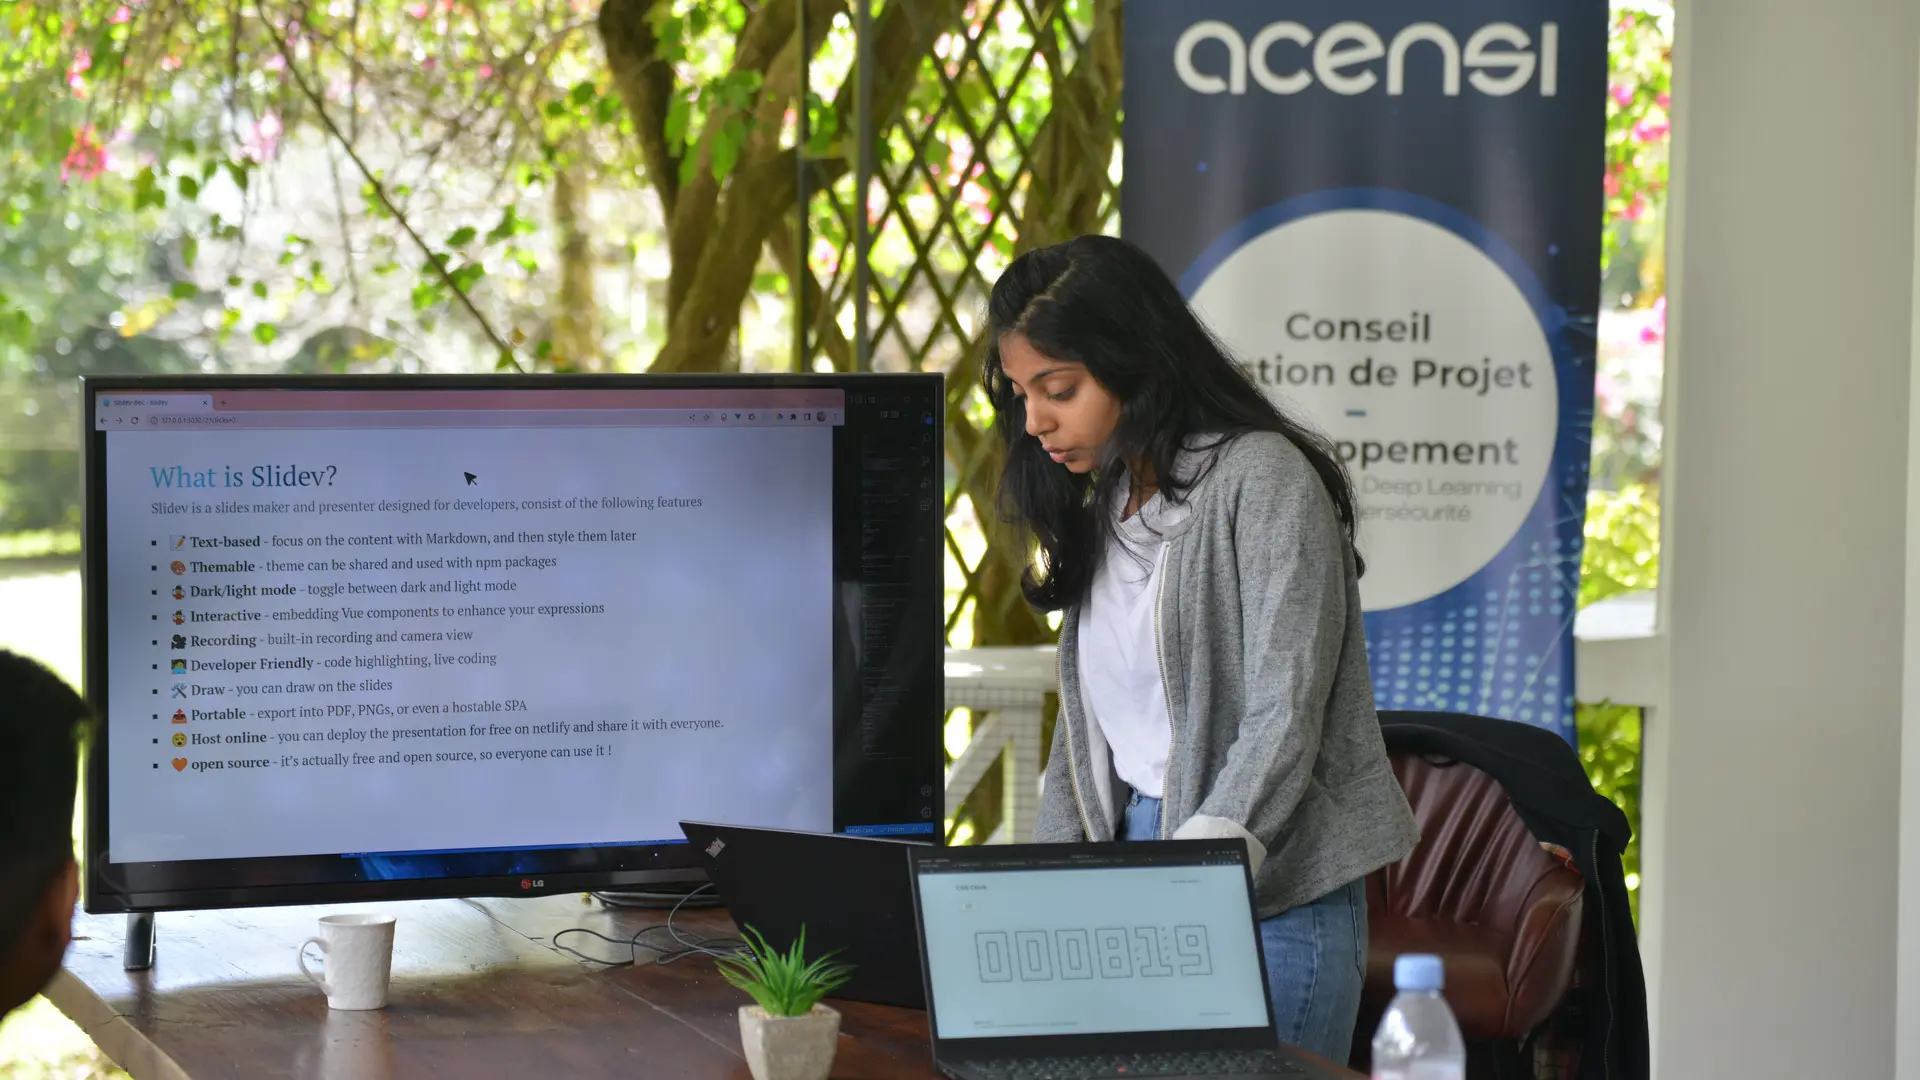 acensi
Conseil
stion de Projet
ppement
Deep Learning
ersécurité
Slidev doc - Slidev
What is Slidev?
Slidev is a slides maker and presenter designed for developers, consist of the following features
Text-based - focus on the content with Markdown, and then style them later
Themable - theme can be shared and used with npm packages
Dark/light mode - toggle between dark and light mode
Interactive - embedding Vue components to enhance your expressions
Recording - built-in recording and camera view
Developer Friendly - code highlighting, live coding
Draw - you can draw on the slides
Portable - export into PDF, PNGs, or even a hostable SPA
Host online - you can deploy the presentation for free on netlify and share it with everyone.
open source - it's actually free and open source, so everyone can use it !
LG
ThinkPad
000819